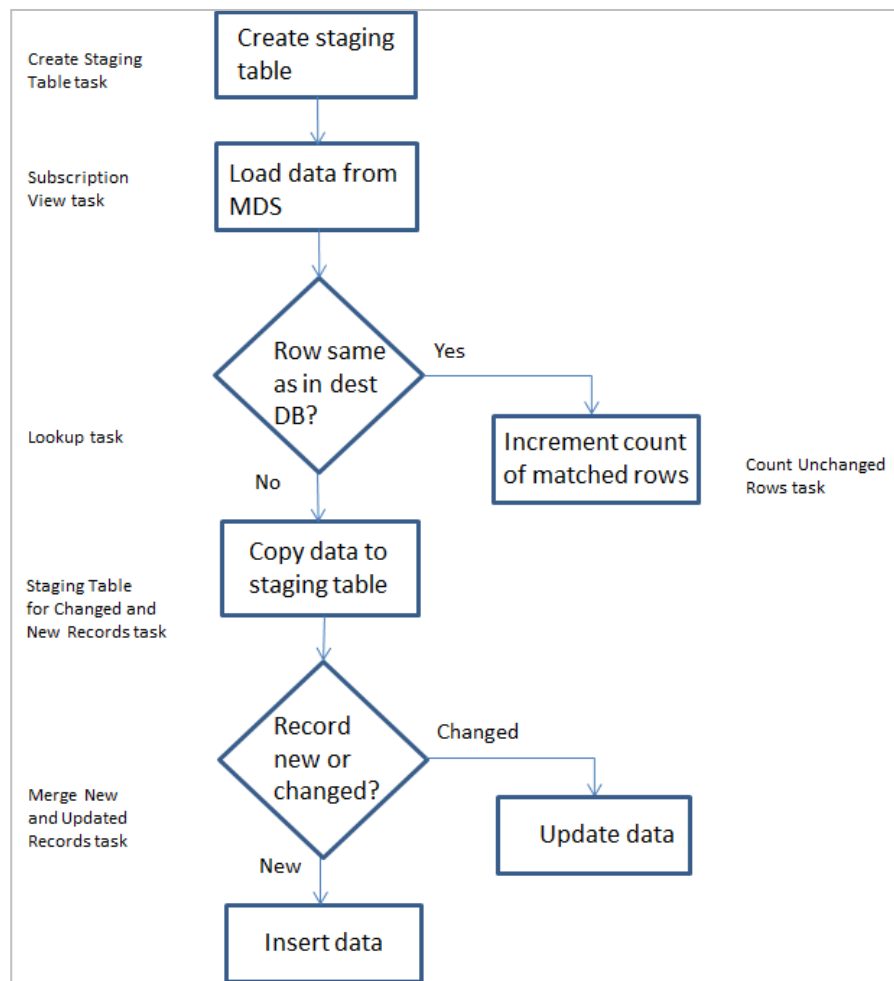 Create staging
table
Create Staging
Table task
Load data from
MDS
Subscription
View task
Row same
as in dest
DB?
Yes
Lookup task
Increment count
of matched rows
Count Unchanged
Rows task
No
Copy data to
staging table
Staging Table
for Changed and
New Records task
Record
new or
changed?
Changed
Merge New
and Updated
Records task
Update data
New
Insert data